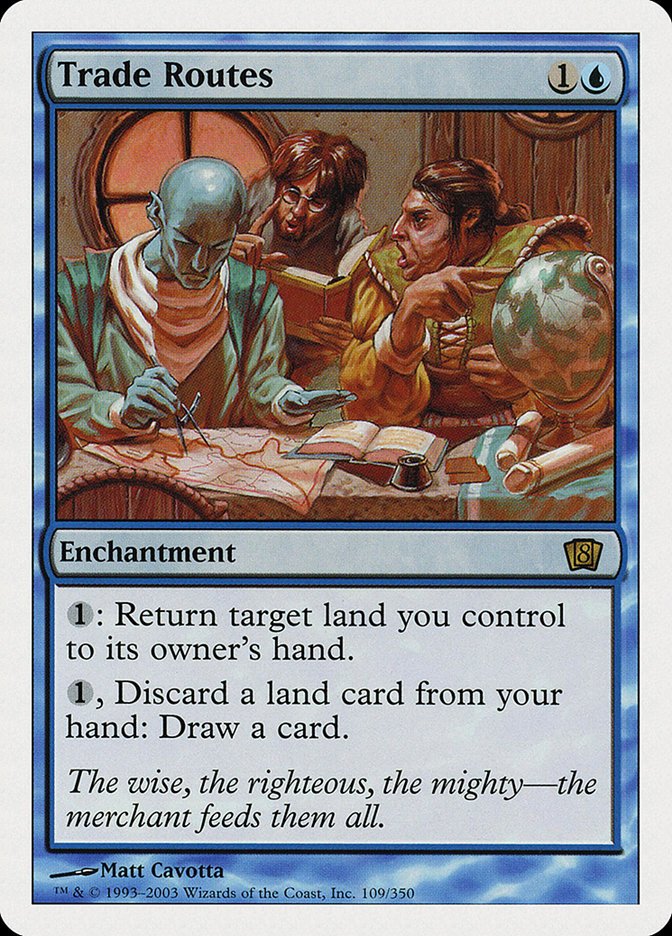 Trade Routes 1
Enchantment 8
1: Return target land you control
to its owner's hand.
1, Discard a land card from your
hand: Draw a card.
The wise, the righteous, the mighty—the
merchant feeds them all.
Matt Cavotta
™ & © 1993–2003 Wizards of the Coast, Inc. 109/350